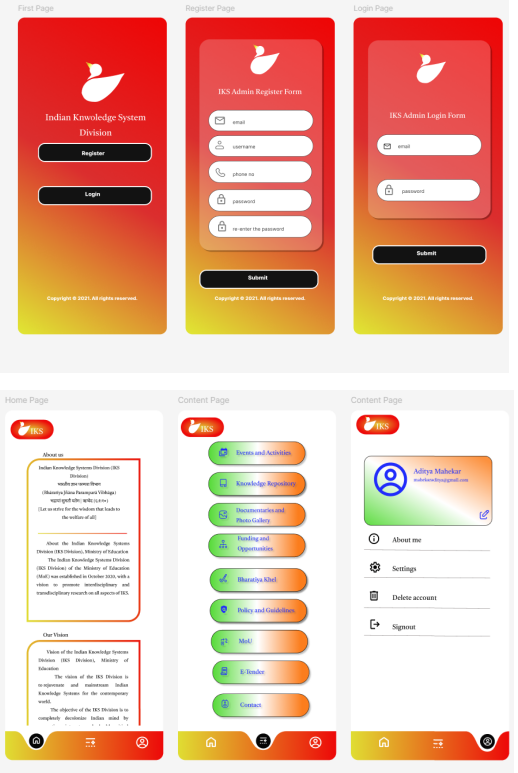 First Page
Register Page
Login Page
Indian Knwoledge System
Division
Register
Login
Copyright © 2021. All rights reserved.
IKS Admin Register Form
email
username
phone no
password
re-enter the password
Submit
Copyright © 2021. All rights reserved.
IKS Admin Login Form
email
password
Submit
Copyright © 2021. All rights reserved.
Home Page
Content Page
Content Page
IKS
About us
Indian Knowledge Systems Division (IKS
Division)
भारतीय ज्ञान परम्परा विभाग
(Bharatiya Jñāna Paramparā Vibhāga)
[Let us strive for the wisdom that leads to
the welfare of all]
About the Indian Knowledge Systems
Division (IKS Division), Ministry of Education
The Indian Knowledge Systems Division
(IKS Division) of the Ministry of Education
(MoE) was established in October 2020, with a
vision to promote interdisciplinary and
transdisciplinary research on all aspects of IKS.
Our Vision
Vision of the Indian Knowledge Systems
Division (IKS Division), Ministry of
Education
The vision of the IKS Division is
to rejuvenate and mainstream Indian
Knowledge Systems for the contemporary
world.
The objective of the IKS Division is to
completely decolonize Indian mind by
IKS
Events and Activities
Knowledge Repository
Documentaries and
Photo Gallery
Funding and
Opportunities
Bharatiya Khel
Policy and Guidelines
MoU
E-Tender
Contact
IKS
Aditya Mahekar
mahekaraditya@gmail.com
About me
Settings
Delete account
Signout